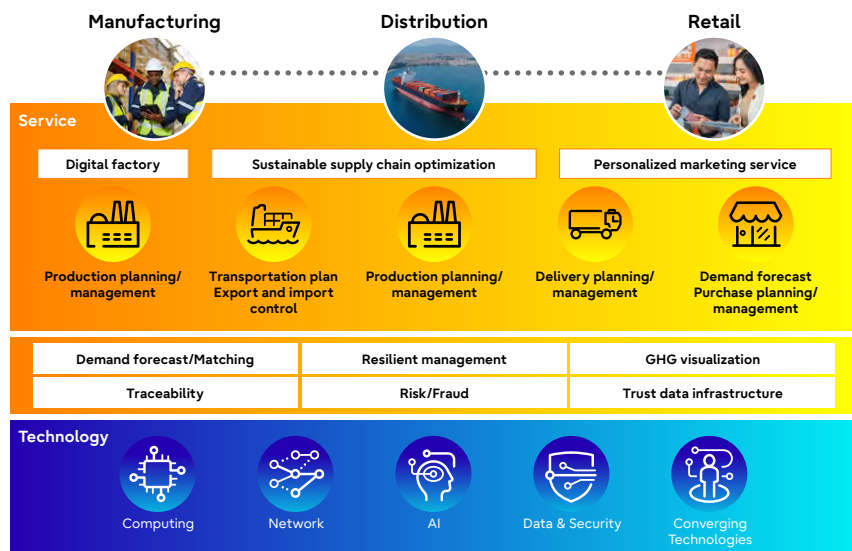 Manufacturing
Distribution
Retail
Service
Digital factory
Sustainable supply chain optimization
Personalized marketing service
Production planning/
management
Transportation plan
Export and import
control
Production planning/
management
Delivery planning/
management
Demand forecast
Purchase planning/
management
Demand forecast/Matching
Resilient management
GHG visualization
Traceability
Risk/Fraud
Trust data infrastructure
Technology
Computing
Network
AI
Data & Security
Converging
Technologies